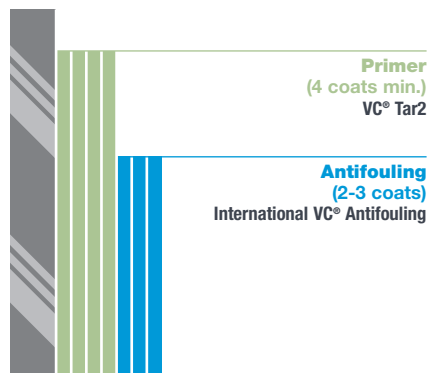 Primer
(4 coats min.)
VC® Tar2
Antifouling
(2-3 coats)
International VC® Antifouling